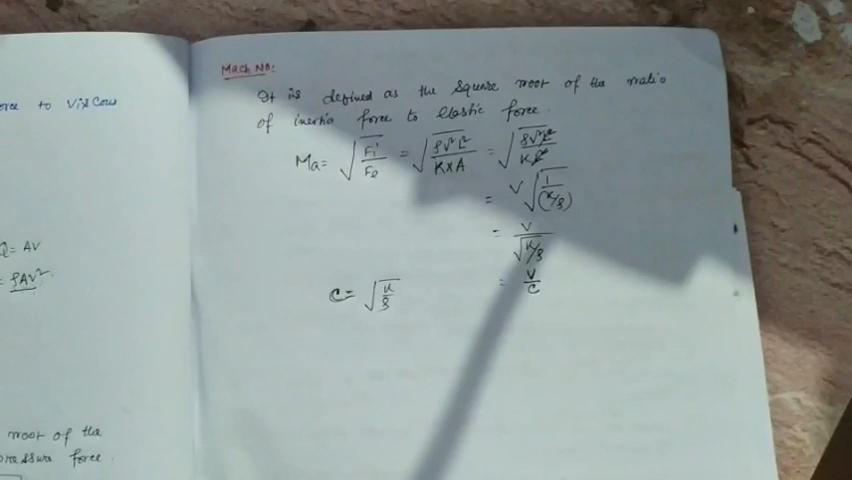 orce to Viscous
Q = AV
= ρAV²
root of the
pressure force.
Mach No:
It is defined as the square root of the ratio
of inertia force to elastic force.
Ma = √(Fi/Fe) = √(ρV²L²/K×A) = √(ρV²L²/KL²)
= V√(1/(K/ρ))
= V/√(K/ρ)
C = √(K/ρ)
= V/C